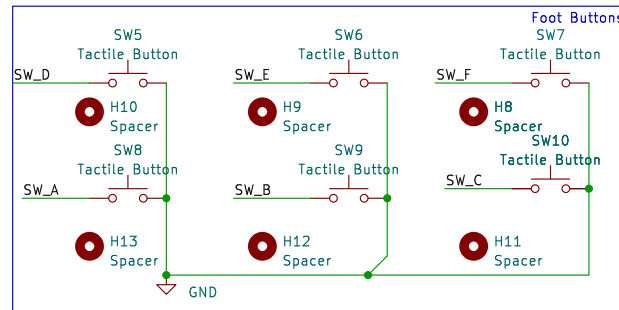 Foot Buttons
SW5
Tactile Button
SW6
Tactile Button
SW7
Tactile Button
SW_D
SW_E
SW_F
H10
Spacer
H9
Spacer
H8
Spacer
SW8
Tactile Button
SW9
Tactile Button
SW10
Tactile Button
SW_A
SW_B
SW_C
H13
Spacer
H12
Spacer
H11
Spacer
GND